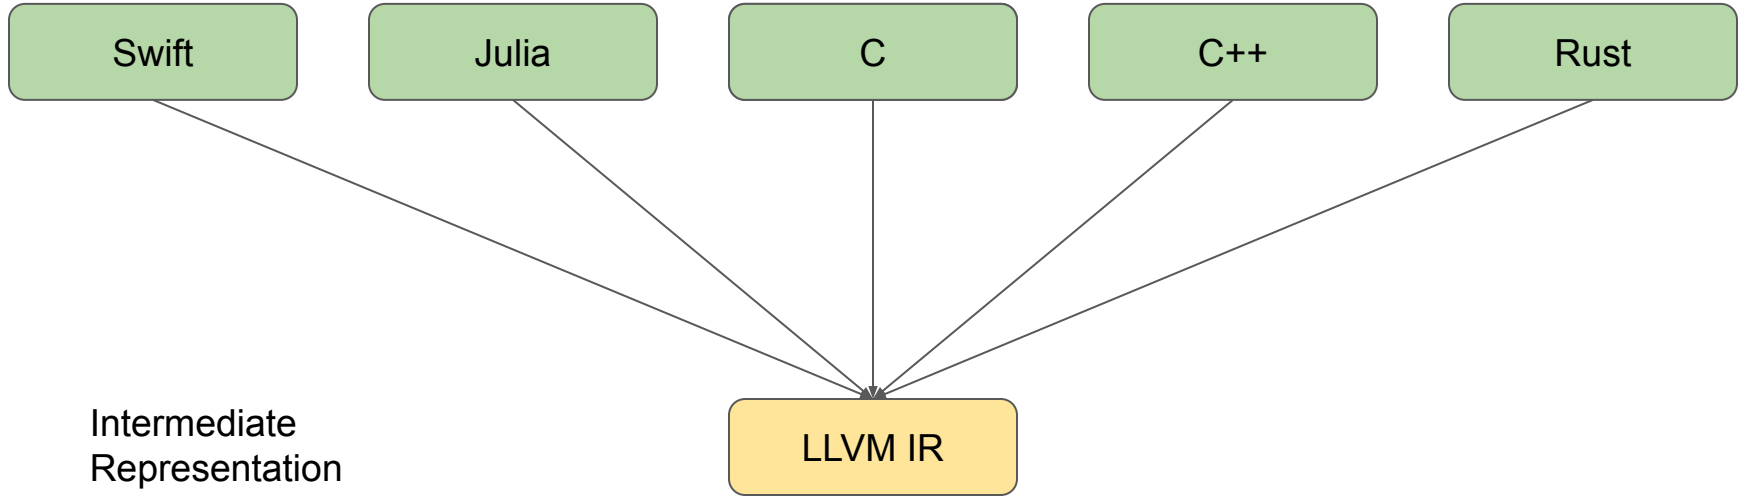 Swift
Julia
C
C++
Rust
Intermediate
Representation
LLVM IR